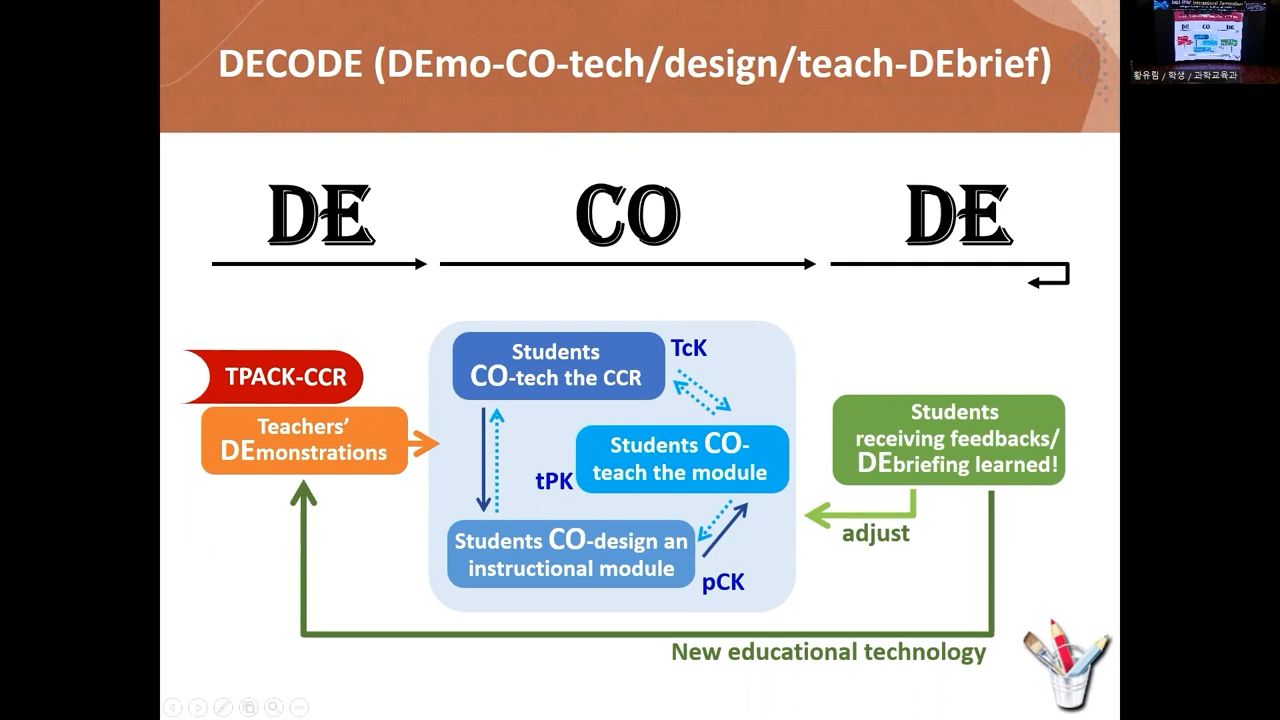 DECODE (DEmo-CO-tech/design/teach-DEbrief)
황유림 / 학생 / 과학교육과
DE
CO
DE
TPACK-CCR
Teachers’
DEmonstrations
Students
CO-tech the CCR
TcK
Students CO-
teach the module
tPK
Students CO-design an
instructional module
pCK
Students
receiving feedbacks/
DEbriefing learned!
adjust
New educational technology